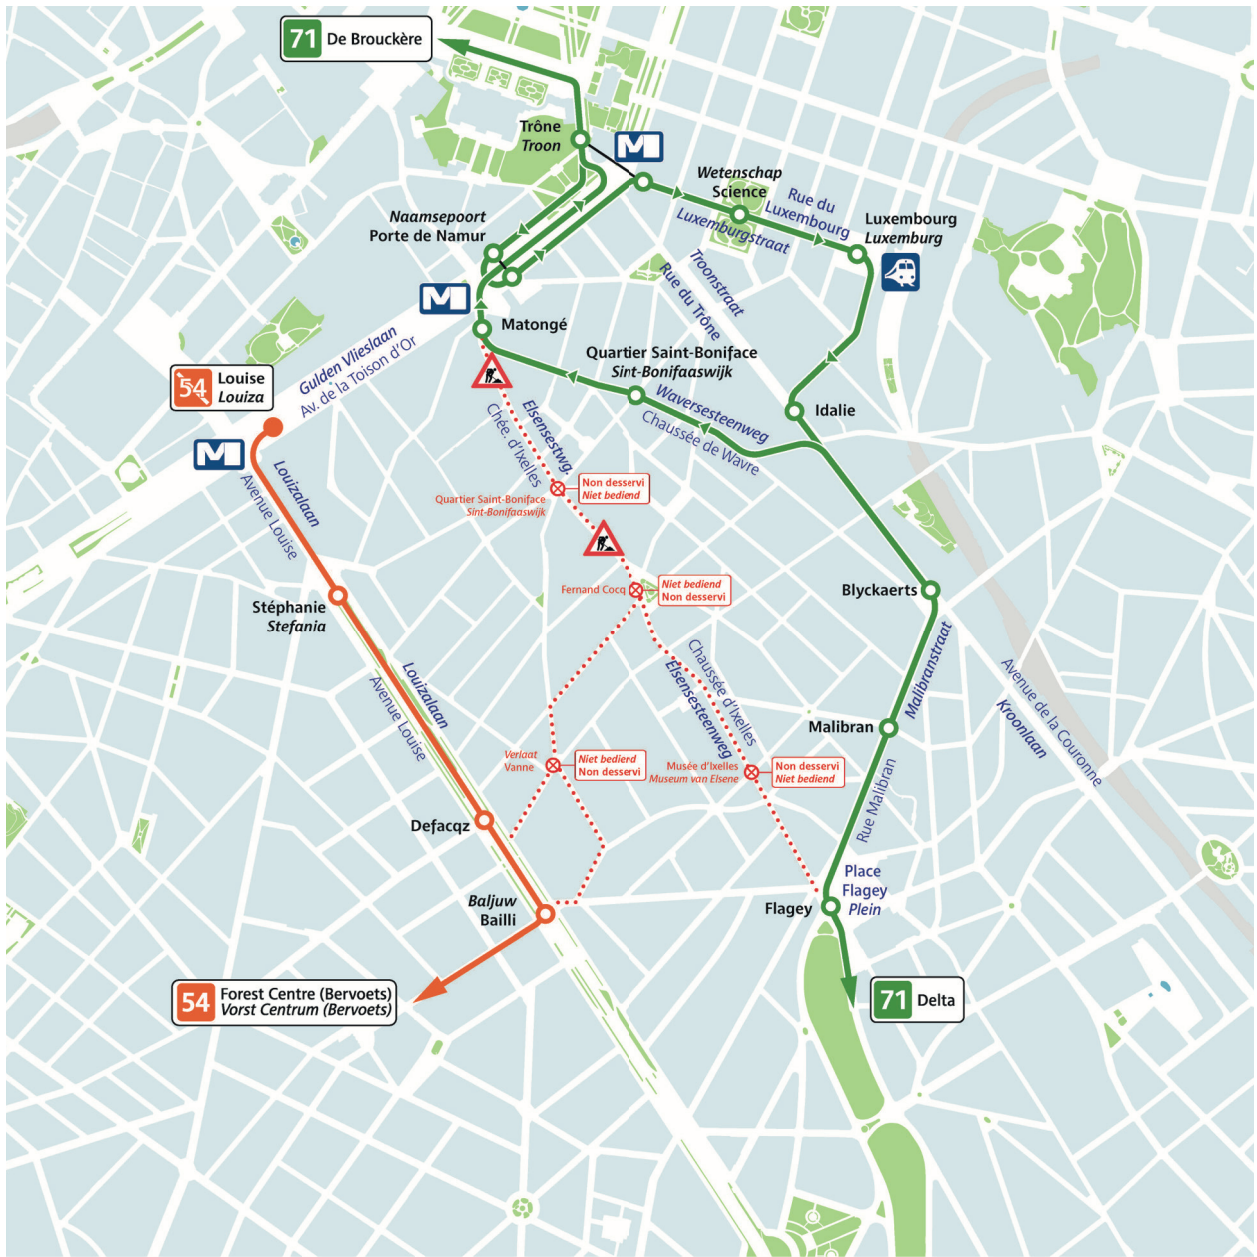 71 De Brouckère
Trône
Troon
M
Wetenschap
Science
Rue du
Luxembourg
Luxemburgstraat
Luxembourg
Luxemburg
Naamsepoort
Porte de Namur
M
Troonstraat
Rue du Trône
Matongé
Gulden Vlieslaan
Av. de la Toison d'Or
54 Louise
Louiza
M
Quartier Saint-Boniface
Sint-Bonifaaswijk
Waversesteenweg
Chaussée de Wavre
Idalie
Elsensestwg.
Chée. d'Ixelles
Louizalaan
Avenue Louise
Quartier Saint-Boniface
Sint-Bonifaaswijk
Non desservi
Niet bediend
Stéphanie
Stefania
Fernand Cocq
Niet bediend
Non desservi
Blyckaerts
Louizalaan
Avenue Louise
Chaussée d'Ixelles
Elsensesteenweg
Malibranstraat
Avenue de la Couronne
Kroonlaan
Malibran
Verlaat
Vanne
Niet bedierd
Non desservi
Musée d'Ixelles
Museum van Elsene
Non desservi
Niet bediend
Rue Malibran
Defacqz
Baljuw
Bailli
Place
Flagey
Plein
Flagey
54 Forest Centre (Bervoets)
Vorst Centrum (Bervoets)
71 Delta